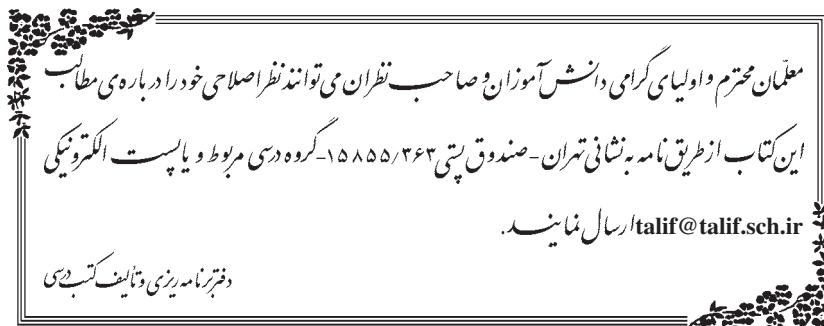 معلّمان محترم و اولیای گرامی دانش‌آموزان و صاحب‌نظران می‌توانند نظر اصلاحی خود را درباره‌ی مطالب
این کتاب از طریق نامه به نشانی تهران - صندوق پستی ۱۵۸۵۵/۳۶۳ - گروه درسی مربوط و یا پست الکترونیکی
talif@talif.sch.ir ارسال نمایند.
دفتر برنامه‌ریزی و تألیف کتب درسی